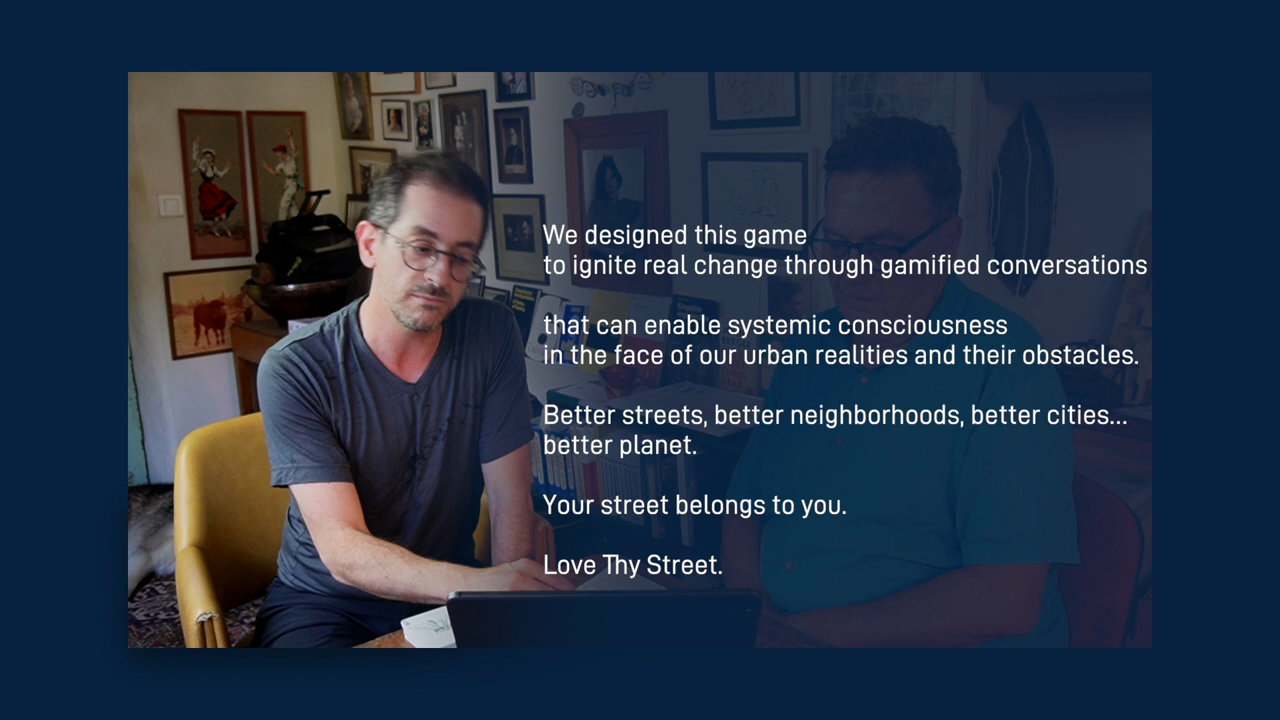 We designed this game
to ignite real change through gamified conversations
that can enable systemic consciousness
in the face of our urban realities and their obstacles.
Better streets, better neighborhoods, better cities...
better planet.
Your street belongs to you.
Love Thy Street.